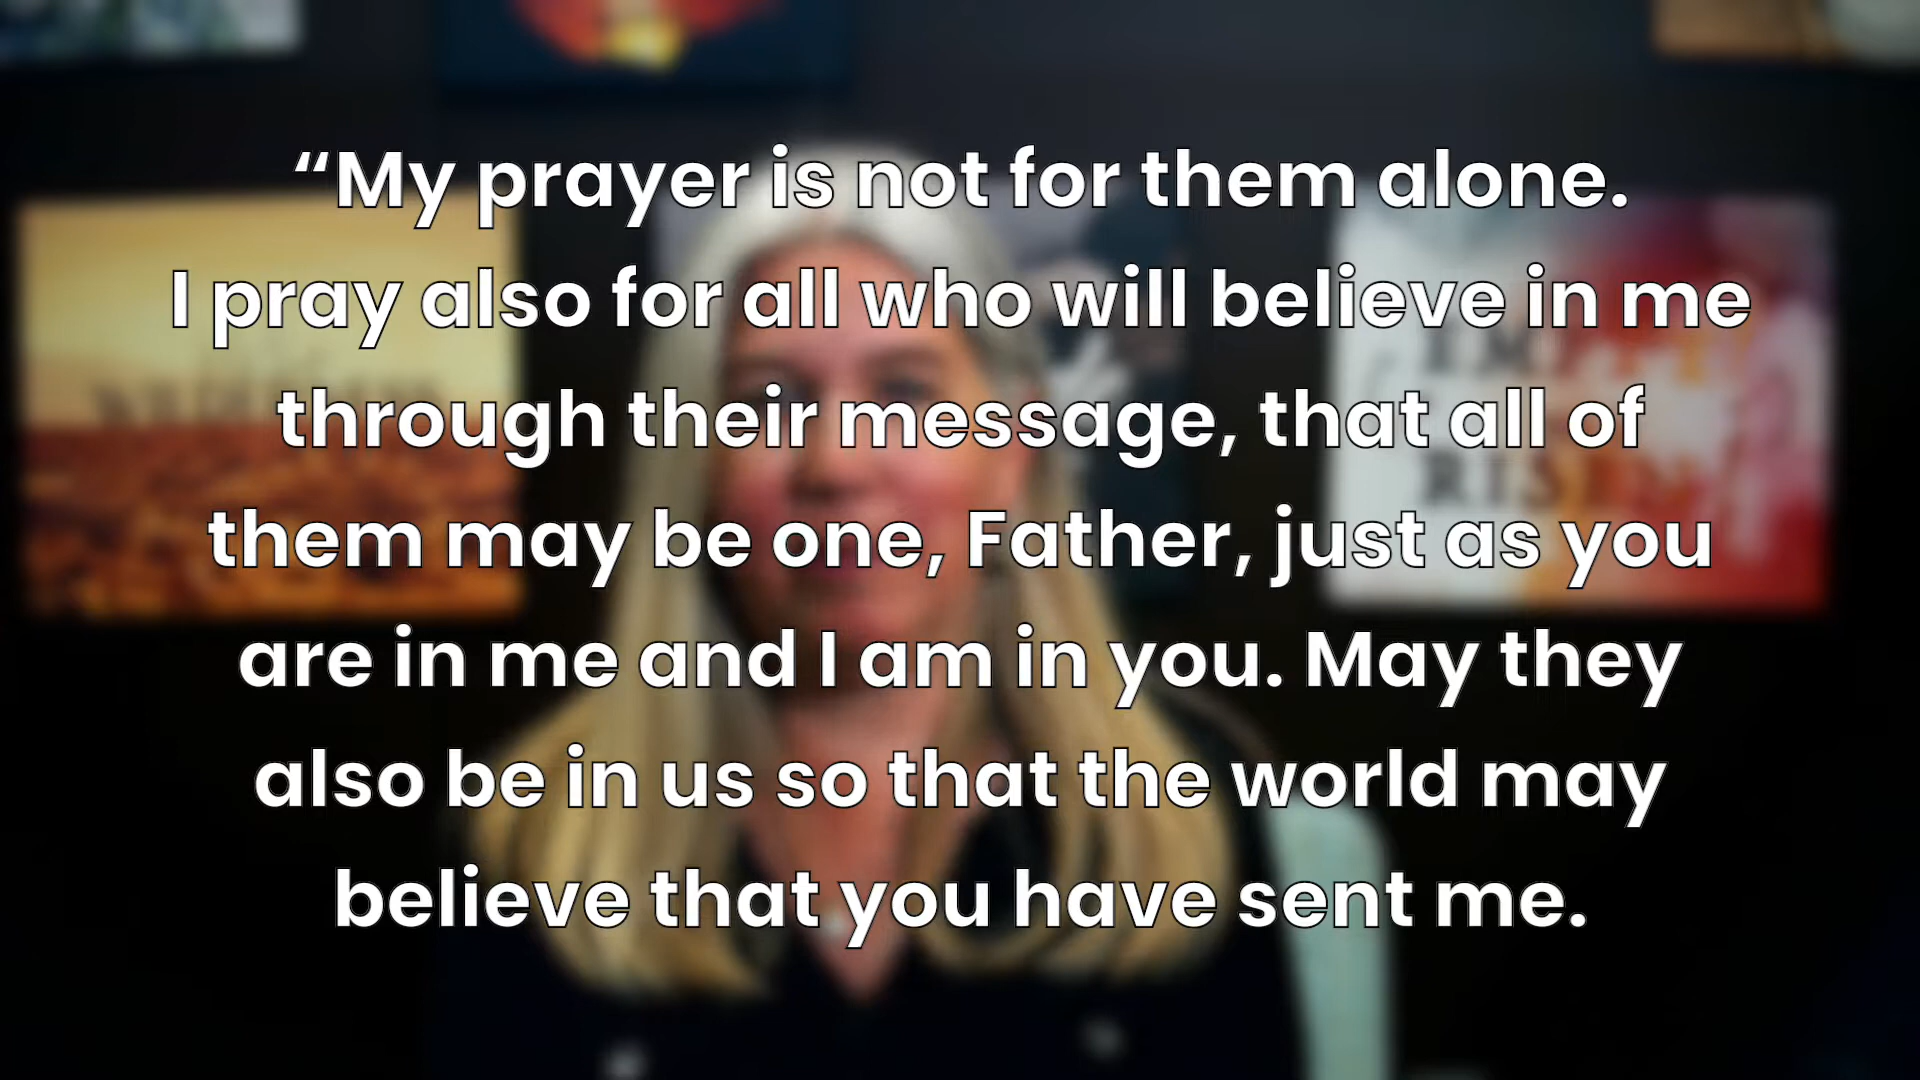 “My prayer is not for them alone.
I pray also for all who will believe in me
through their message, that all of
them may be one, Father, just as you
are in me and I am in you. May they
also be in us so that the world may
believe that you have sent me.